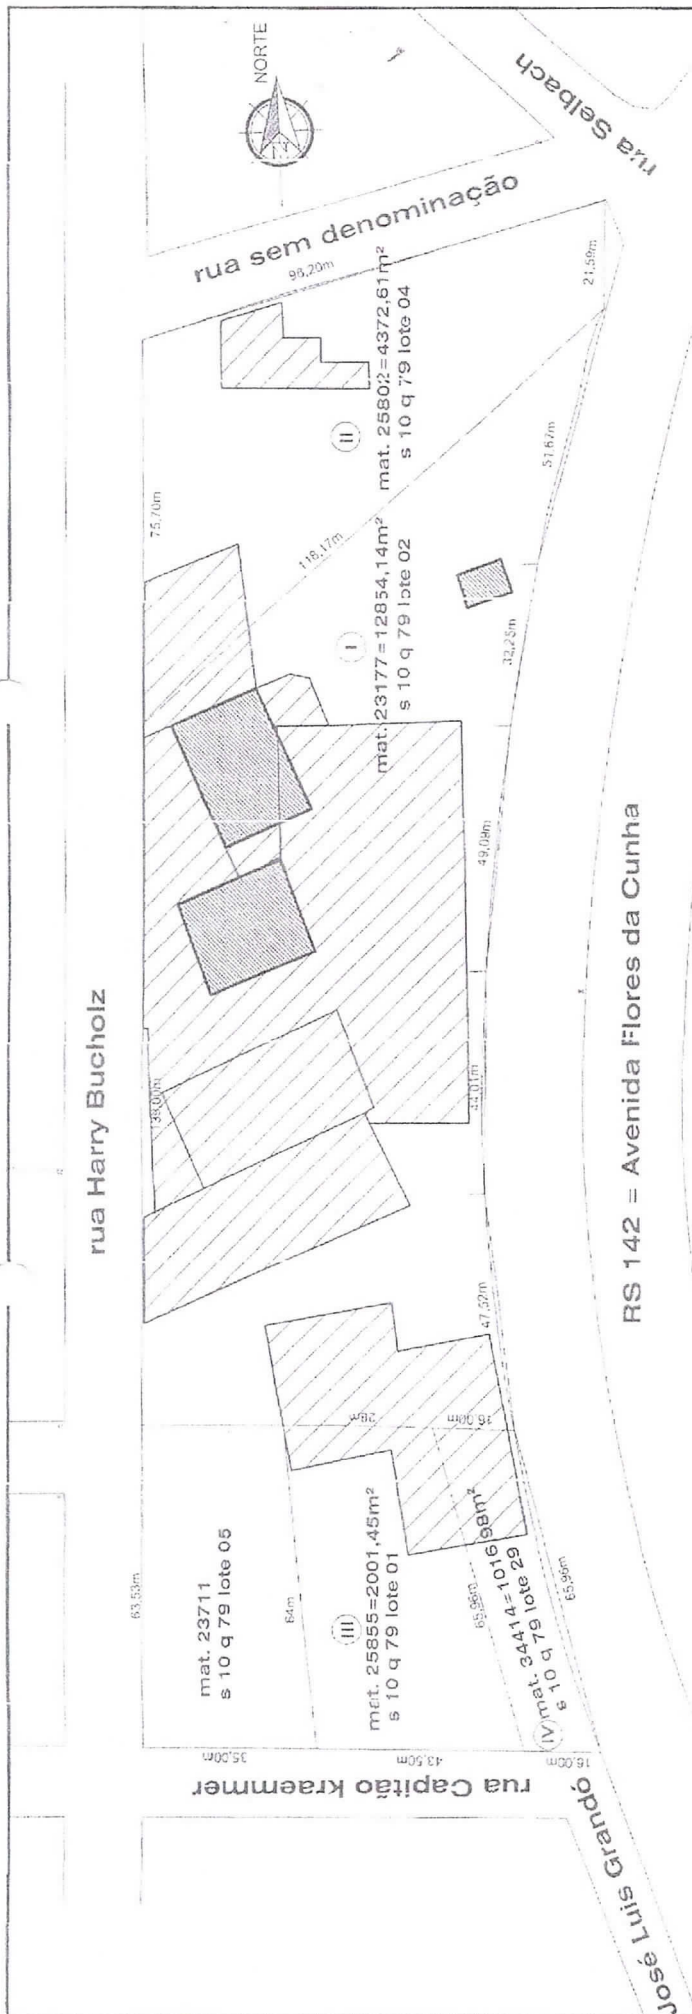 NORTE
N
rua Selbach
rua sem denominação
96,20m
21,59m
mat. 25802=4372,61m²
s 10 q 79 lote 04
II
75,70m
118,17m
51,67m
I
mat. 23177=12854,14m²
s 10 q 79 lote 02
32,25m
49,09m
rua Harry Bucholz
138,00m
44,01m
RS 142 = Avenida Flores da Cunha
47,52m
28m
16,00m
63,53m
mat. 23711
s 10 q 79 lote 05
64m
III
mat. 25855=2001,45m²
s 10 q 79 lote 01
65,96m
IV
mat. 34414=1016,98m²
s 10 q 79 lote 29
65,96m
35,00m
43,50m
16,00m
rua Capitão kraemmer
José Luis Grandó